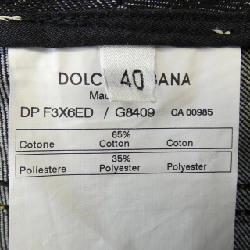 40
DOLC BANA
Mad
DP F3X6ED / G8409 CA 00985
65%
Cotone Cotton Coton
35%
Poliestere Polyester Polyester